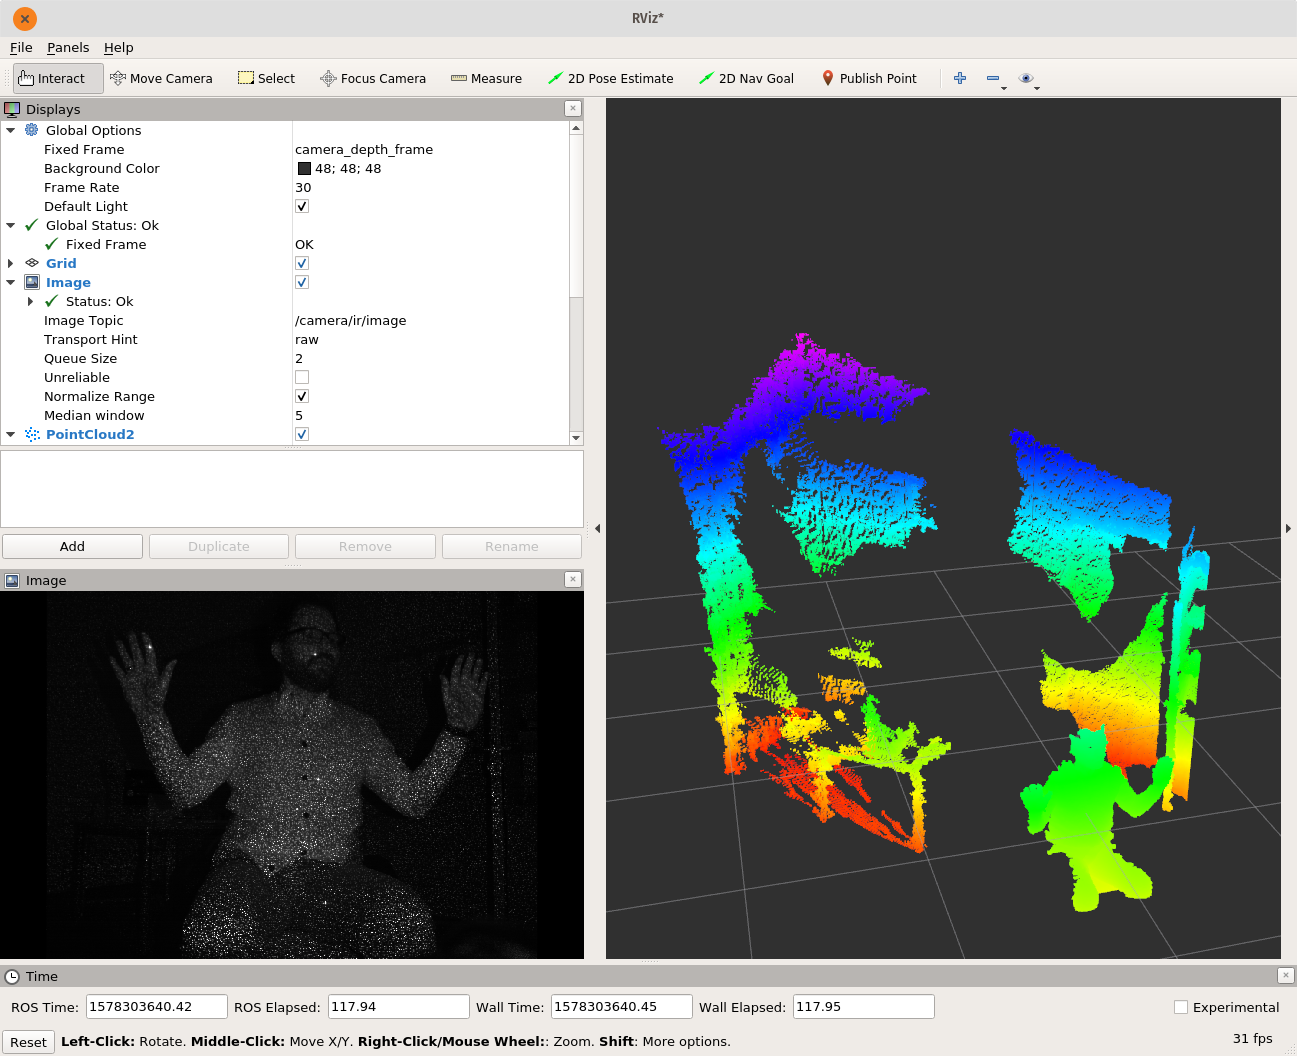 RViz*
File Panels Help
Interact Move Camera Select Focus Camera Measure 2D Pose Estimate 2D Nav Goal Publish Point
Displays
Global Options
Fixed Frame camera_depth_frame
Background Color 48; 48; 48
Frame Rate 30
Default Light
Global Status: Ok
Fixed Frame OK
Grid
Image
Status: Ok
Image Topic /camera/ir/image
Transport Hint raw
Queue Size 2
Unreliable
Normalize Range
Median window 5
PointCloud2
Add Duplicate Remove Rename
Image
Time
ROS Time: 1578303640.42 ROS Elapsed: 117.94 Wall Time: 1578303640.45 Wall Elapsed: 117.95 Experimental
Reset Left-Click: Rotate. Middle-Click: Move X/Y. Right-Click/Mouse Wheel:: Zoom. Shift: More options. 31 fps